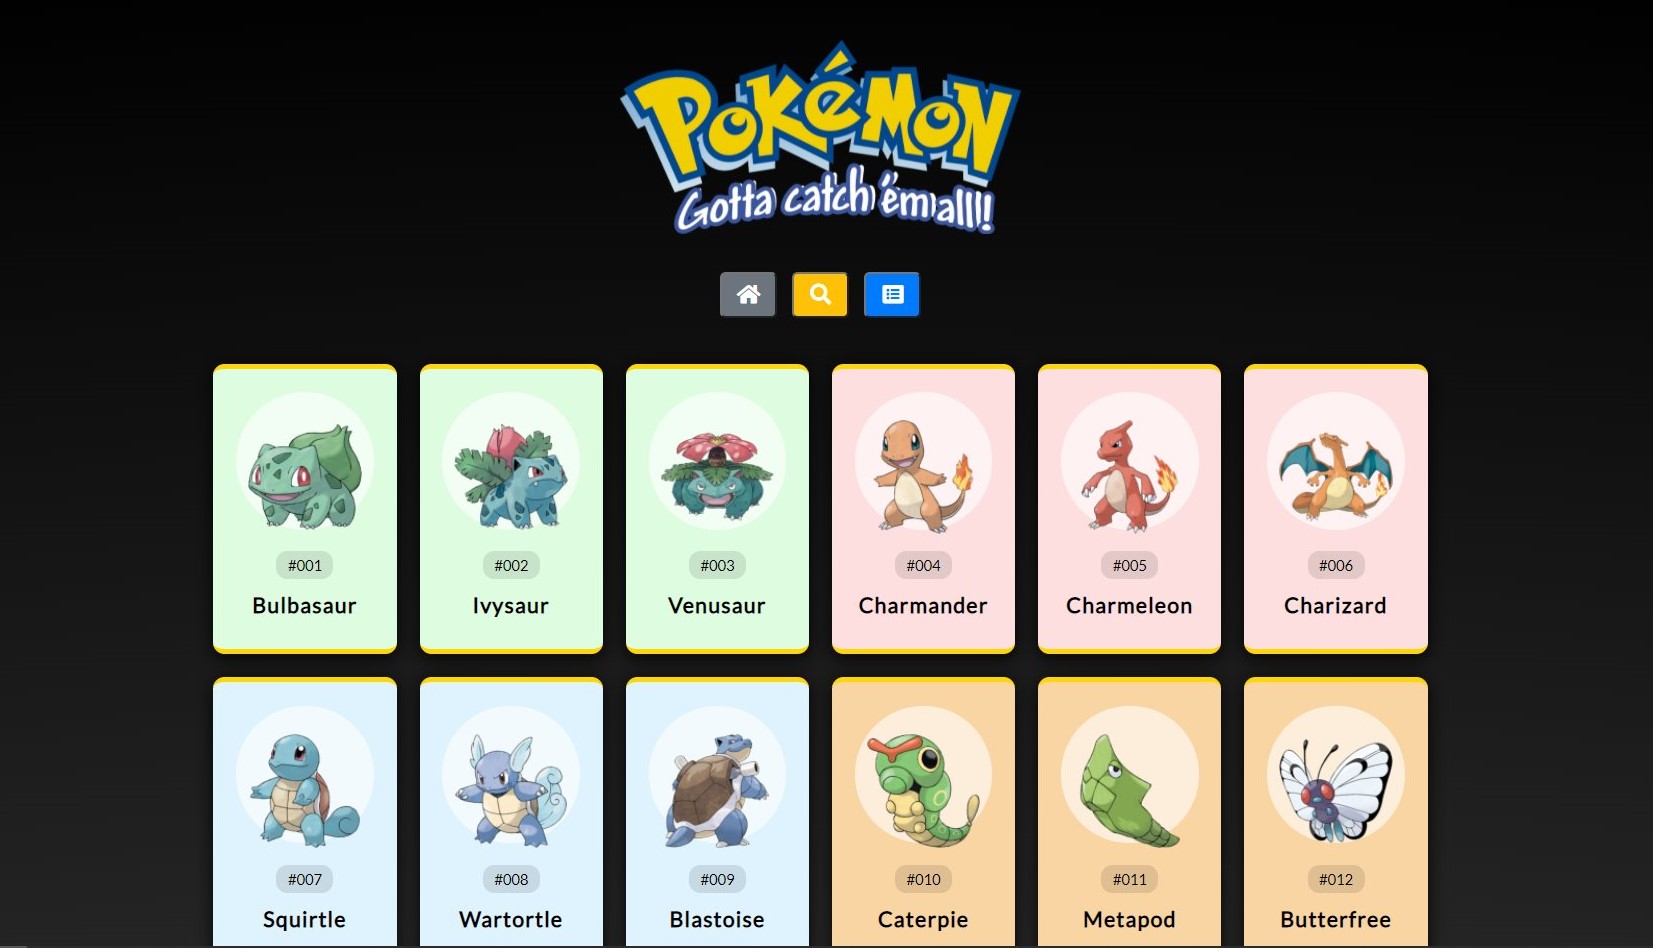 POKéMON
Gotta catch 'ém all!!
#001
#002
#003
#004
#005
#006
Bulbasaur
Ivysaur
Venusaur
Charmander
Charmeleon
Charizard
#007
#008
#009
#010
#011
#012
Squirtle
Wartortle
Blastoise
Caterpie
Metapod
Butterfree